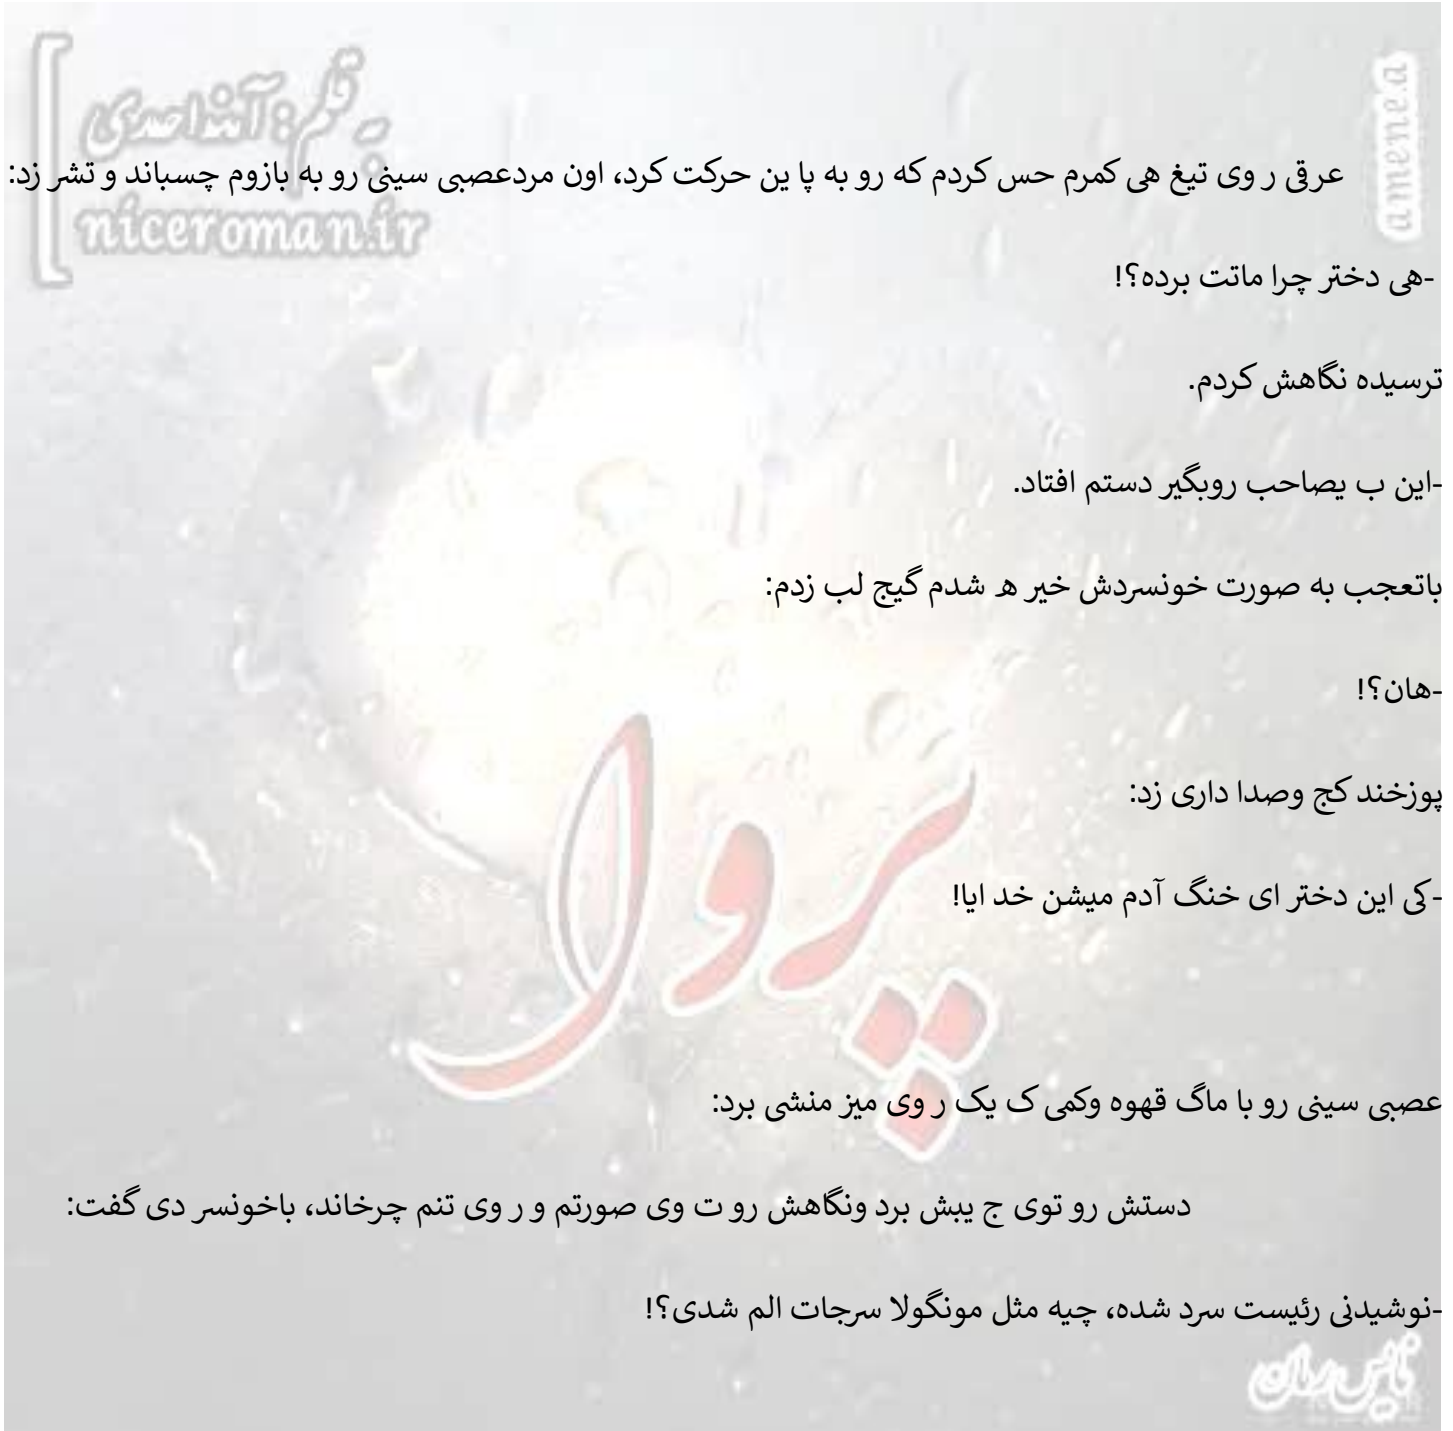 قلم: آمنه احمدی
niceroman.ir
amenea
عرقی ر وی تیغ هی کمرم حس کردم که رو به پا ین حرکت کرد، اون مردعصبی سینی رو به بازوم چسباند و تشر زد:
-هی دختر چرا ماتت برده؟!
ترسیده نگاهش کردم.
-این ب یصاحب روبگیر دستم افتاد.
باتعجب به صورت خونسردش خیر ه شدم گیج لب زدم:
-هان؟!
پوزخند کج وصدا داری زد:
-کی این دختر ای خنگ آدم میشن خد ایا!
پروا
عصبی سینی رو با ماگ قهوه وکمی ک یک ر وی میز منشی برد:
دستش رو توی ج یبش برد ونگاهش رو ت وی صورتم و ر وی تنم چرخاند، باخونسر دی گفت:
-نوشیدنی رئیست سرد شده، چیه مثل مونگولا سرجات الم شدی؟!
نایس رمان